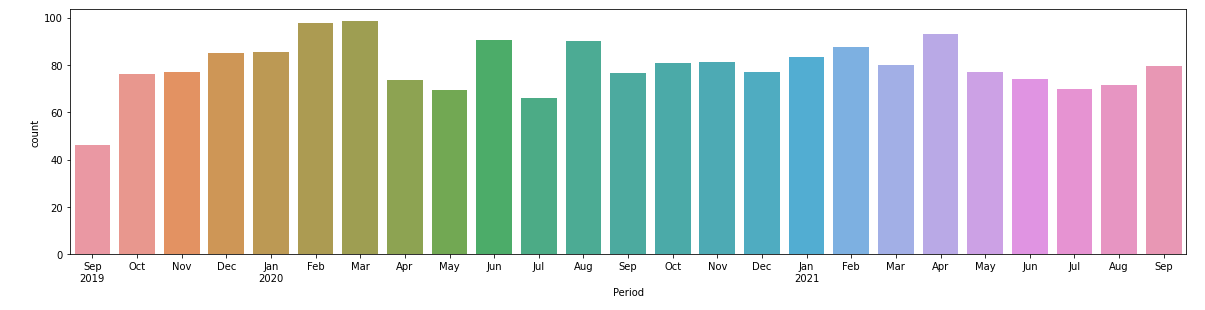 100
80
60
40
20
0
count
Sep Oct Nov Dec Jan Feb Mar Apr May Jun Jul Aug Sep Oct Nov Dec Jan Feb Mar Apr May Jun Jul Aug Sep
2019 2020 2021
Period